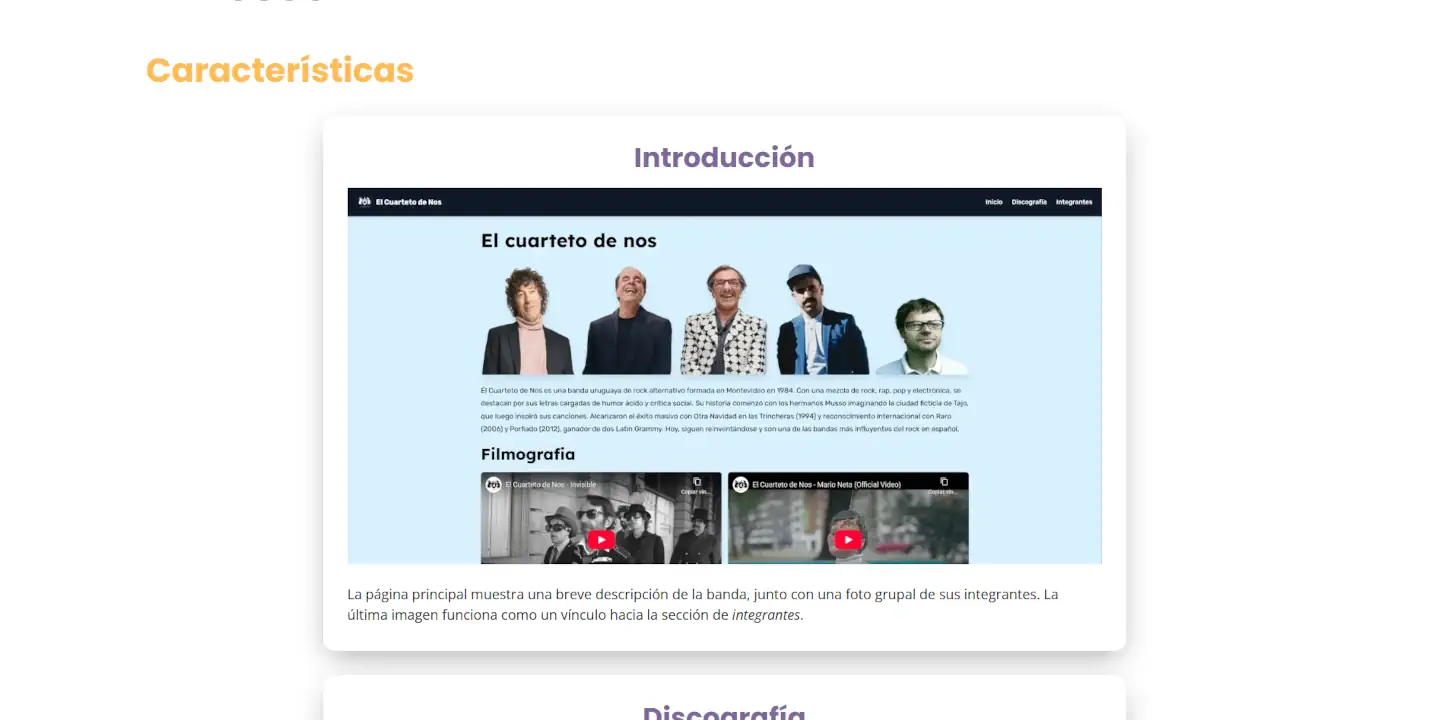 Características
Introducción
El Cuarteto de Nos
Inicio Discografía Integrantes
El cuarteto de nos
El Cuarteto de Nos es una banda uruguaya de rock alternativo formada en Montevideo en 1984. Con una mezcla de rock, rap, pop y electrónica, se
destacan por sus letras cargadas de humor ácido y crítica social. Su historia comenzó con los hermanos Musso imaginando la ciudad ficticia de Tajo,
que luego inspiró sus canciones. Alcanzaron el éxito masivo con Otra Navidad en las Trincheras (1994) y reconocimiento internacional con Raro
(2006) y Porfiado (2012), ganador de dos Latin Grammy. Hoy, siguen reinventándose y son una de las bandas más influyentes del rock en español.
Filmografia
El Cuarteto de Nos - Invisible
Copiar vín...
El Cuarteto de Nos - Mario Neta (Official Video)
Copiar vín...
La página principal muestra una breve descripción de la banda, junto con una foto grupal de sus integrantes. La
última imagen funciona como un vínculo hacia la sección de integrantes.
Discografía